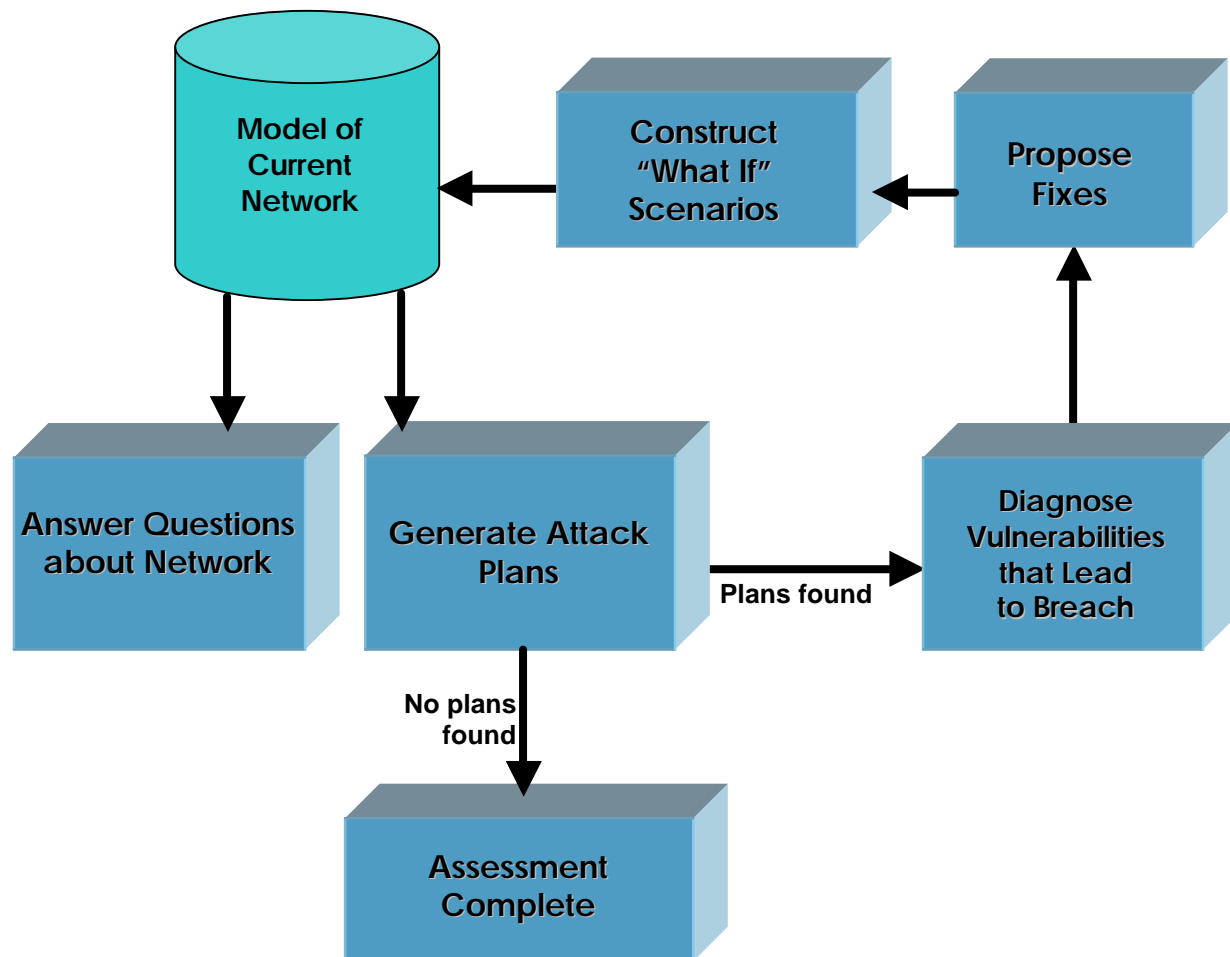 Model of
Current
Network
Construct
“What If”
Scenarios
Propose
Fixes
Answer Questions
about Network
Generate Attack
Plans
Plans found
Diagnose
Vulnerabilities
that Lead
to Breach
No plans
found
Assessment
Complete